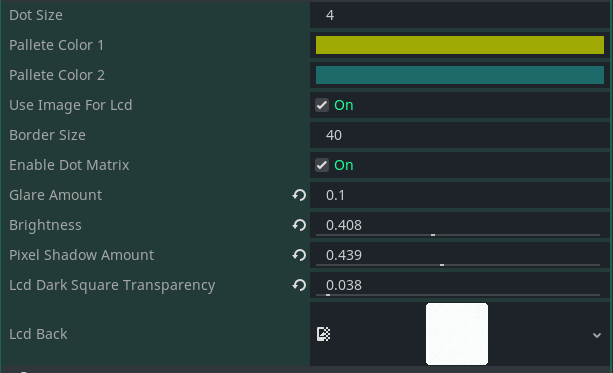 Dot Size 4
Pallete Color 1
Pallete Color 2
Use Image For Lcd On
Border Size 40
Enable Dot Matrix On
Glare Amount 0.1
Brightness 0.408
Pixel Shadow Amount 0.439
Lcd Dark Square Transparency 0.038
Lcd Back